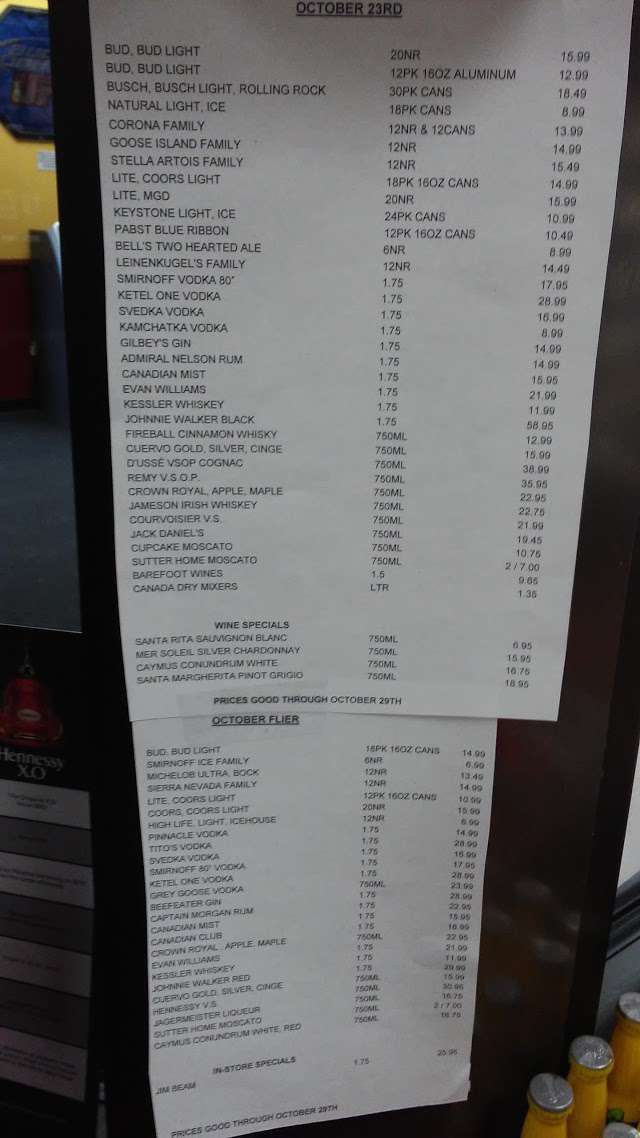 OCTOBER 23RD
BUD, BUD LIGHT 20NR 15.99
BUD, BUD LIGHT 12PK 16OZ ALUMINUM 12.99
BUSCH, BUSCH LIGHT, ROLLING ROCK 30PK CANS 18.49
NATURAL LIGHT, ICE 18PK CANS 8.99
CORONA FAMILY 12NR & 12CANS 13.99
GOOSE ISLAND FAMILY 12NR 14.99
STELLA ARTOIS FAMILY 12NR 15.49
LITE, COORS LIGHT 18PK 16OZ CANS 14.99
LITE, MGD 20NR 15.99
KEYSTONE LIGHT, ICE 24PK CANS 10.99
PABST BLUE RIBBON 12PK 16OZ CANS 10.49
BELL'S TWO HEARTED ALE 6NR 8.99
LEINENKUGEL'S FAMILY 12NR 14.49
SMIRNOFF VODKA 80° 1.75 17.95
KETEL ONE VODKA 1.75 28.99
SVEDKA VODKA 1.75 16.99
KAMCHATKA VODKA 1.75 8.99
GILBEY'S GIN 1.75 14.99
ADMIRAL NELSON RUM 1.75 14.99
CANADIAN MIST 1.75 15.95
EVAN WILLIAMS 1.75 21.99
KESSLER WHISKEY 1.75 11.99
JOHNNIE WALKER BLACK 1.75 58.95
FIREBALL CINNAMON WHISKY 750ML 12.99
CUERVO GOLD, SILVER, CINGE 750ML 15.99
D'USSÉ VSOP COGNAC 750ML 38.99
REMY V.S.O.P. 750ML 35.95
CROWN ROYAL, APPLE, MAPLE 750ML 22.95
JAMESON IRISH WHISKEY 750ML 22.75
COURVOISIER V.S. 750ML 21.99
JACK DANIEL'S 750ML 19.45
CUPCAKE MOSCATO 750ML 10.75
SUTTER HOME MOSCATO 750ML 2 / 7.00
BAREFOOT WINES 1.5 9.65
CANADA DRY MIXERS LTR 1.35
WINE SPECIALS
SANTA RITA SAUVIGNON BLANC 750ML 6.95
MER SOLEIL SILVER CHARDONNAY 750ML 15.95
CAYMUS CONUNDRUM WHITE 750ML 16.75
SANTA MARGHERITA PINOT GRIGIO 750ML 18.95
PRICES GOOD THROUGH OCTOBER 29TH
OCTOBER FLIER
BUD, BUD LIGHT 18PK 16OZ CANS 14.99
SMIRNOFF ICE FAMILY 6NR 6.99
MICHELOB ULTRA, BOCK 12NR 13.49
SIERRA NEVADA FAMILY 12NR 14.99
LITE, COORS LIGHT 12PK 16OZ CANS 10.99
COORS, COORS LIGHT 20NR 15.99
HIGH LIFE, LIGHT, ICEHOUSE 12NR 6.99
PINNACLE VODKA 1.75 14.99
TITO'S VODKA 1.75 28.99
SVEDKA VODKA 1.75 16.99
SMIRNOFF 80° VODKA 1.75 17.95
KETEL ONE VODKA 1.75 28.99
GREY GOOSE VODKA 750ML 23.99
BEEFEATER GIN 1.75 28.99
CAPTAIN MORGAN RUM 1.75 22.95
CANADIAN MIST 1.75 15.95
CANADIAN CLUB 1.75 16.99
CROWN ROYAL, APPLE, MAPLE 750ML 22.95
EVAN WILLIAMS 1.75 21.99
KESSLER WHISKEY 1.75 11.99
JOHNNIE WALKER RED 1.75 29.99
CUERVO GOLD, SILVER, CINGE 750ML 15.99
HENNESSY V.S. 750ML 30.95
JAGERMEISTER LIQUEUR 750ML 16.75
SUTTER HOME MOSCATO 750ML 2 / 7.00
CAYMUS CONUNDRUM WHITE, RED 750ML 16.75
IN-STORE SPECIALS
JIM BEAM 1.75 25.95
PRICES GOOD THROUGH OCTOBER 29TH
Hennessy
X.O